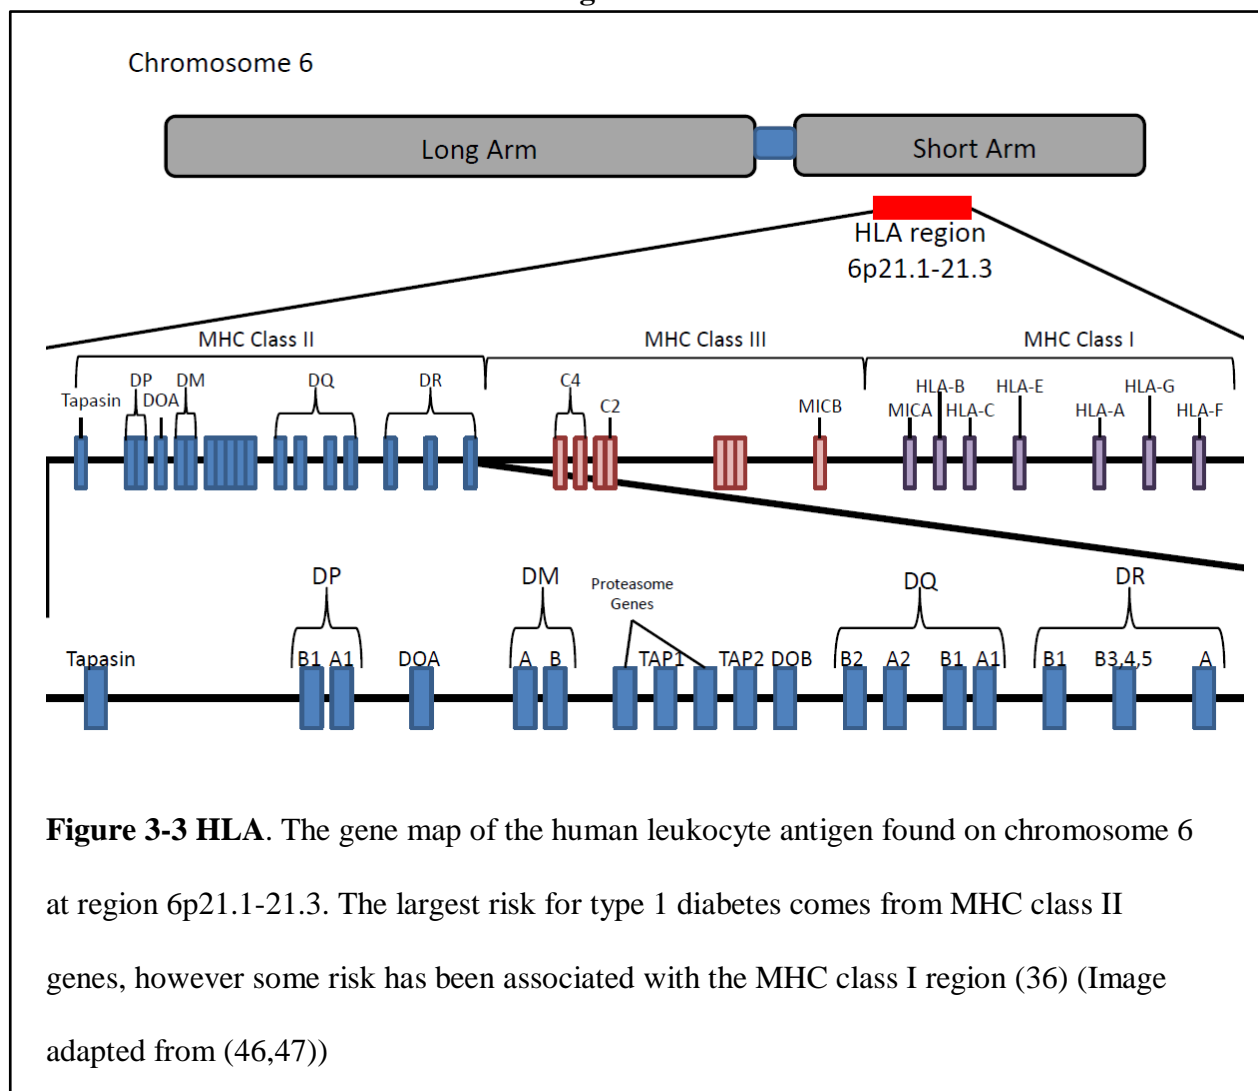 Chromosome 6
Long Arm
Short Arm
HLA region
6p21.1-21.3
MHC Class II
MHC Class III
MHC Class I
Tapasin
DP
DOA
DM
DQ
DR
C4
C2
MICB
MICA
HLA-B
HLA-C
HLA-E
HLA-A
HLA-G
HLA-F
DP
DM
Proteasome
Genes
DQ
DR
Tapasin
B1
A1
DOA
A
B
TAP1
TAP2
DOB
B2
A2
B1
A1
B1
B3,4,5
A
Figure 3-3 HLA. The gene map of the human leukocyte antigen found on chromosome 6
at region 6p21.1-21.3. The largest risk for type 1 diabetes comes from MHC class II
genes, however some risk has been associated with the MHC class I region (36) (Image
adapted from (46,47))